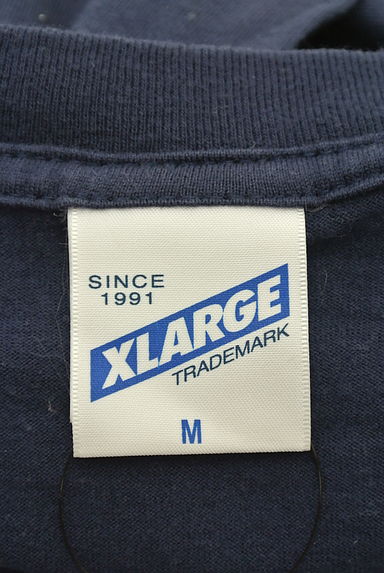 SINCE
1991
XLARGE
TRADEMARK
M